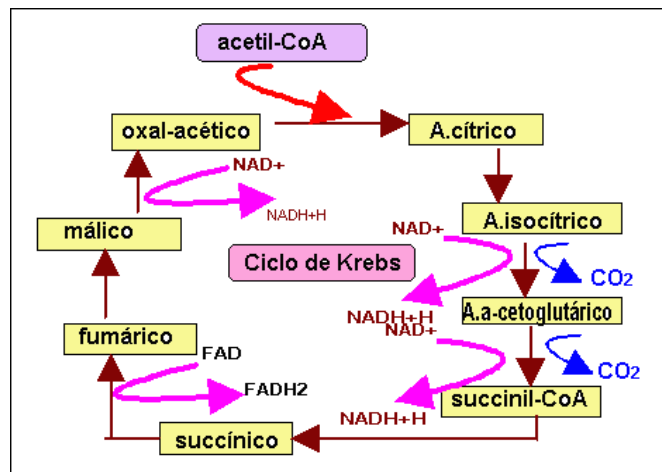 acetil-CoA
oxal-acético
A.cítrico
NAD+
NADH+H
málico
A.isocítrico
NAD+
CO2
Ciclo de Krebs
NADH+H
A.a-cetoglutárico
NAD+
fumárico
FAD
FADH2
CO2
succinil-CoA
NADH+H
succínico